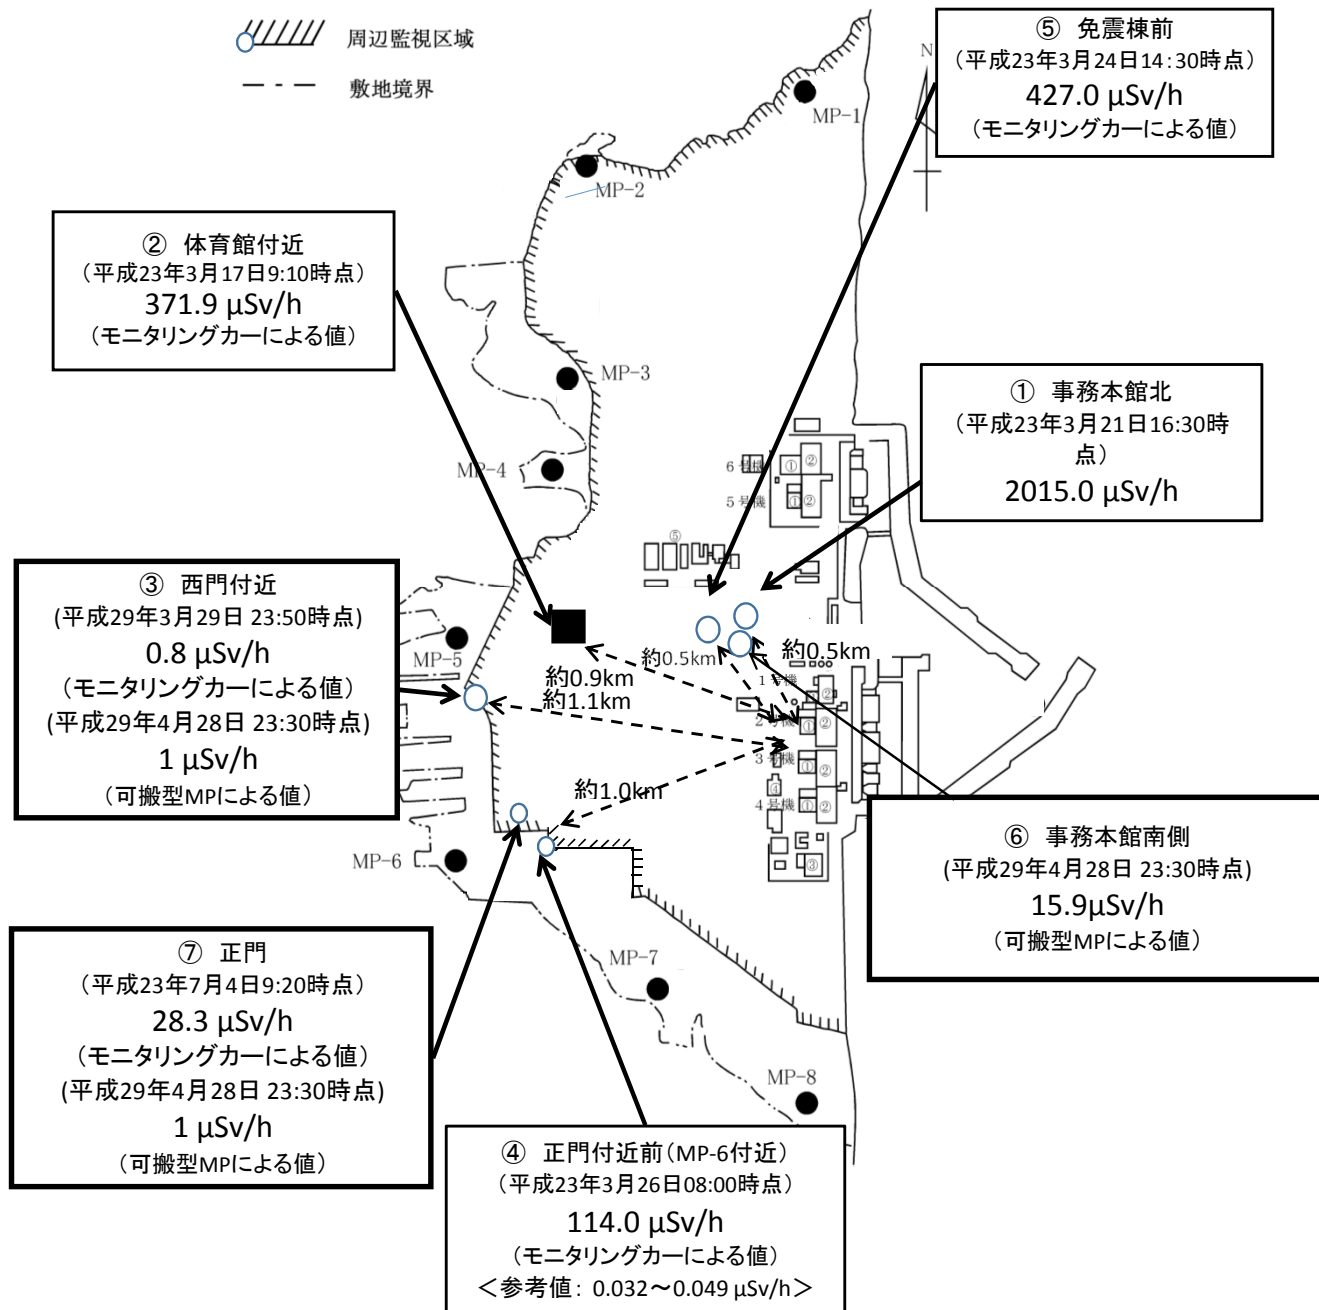 周辺監視区域
敷地境界
⑤ 免震棟前
(平成23年3月24日14:30時点)
427.0 μSv/h
(モニタリングカーによる値)
N
MP-1
MP-2
② 体育館付近
(平成23年3月17日9:10時点)
371.9 μSv/h
(モニタリングカーによる値)
MP-3
① 事務本館北
(平成23年3月21日16:30時
点)
2015.0 μSv/h
MP-4
6号機
① ②
5号機
① ②
⑤
③ 西門付近
(平成29年3月29日 23:50時点)
0.8 μSv/h
(モニタリングカーによる値)
(平成29年4月28日 23:30時点)
1 μSv/h
(可搬型MPによる値)
MP-5
約0.5km
約0.5km
約0.9km
約1.1km
約1.0km
1号機
②
2号機
① ②
3号機
① ②
④
4号機
① ②
③
MP-6
⑥ 事務本館南側
(平成29年4月28日 23:30時点)
15.9μSv/h
(可搬型MPによる値)
⑦ 正門
(平成23年7月4日9:20時点)
28.3 μSv/h
(モニタリングカーによる値)
(平成29年4月28日 23:30時点)
1 μSv/h
(可搬型MPによる値)
MP-7
MP-8
④ 正門付近前(MP-6付近)
(平成23年3月26日08:00時点)
114.0 μSv/h
(モニタリングカーによる値)
<参考値: 0.032~0.049 μSv/h>